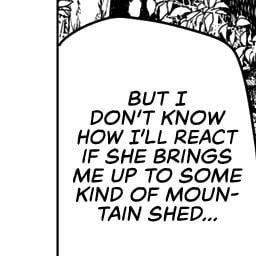 BUT I
DON'T KNOW
HOW I'LL REACT
IF SHE BRINGS
ME UP TO SOME
KIND OF MOUN-
TAIN SHED...